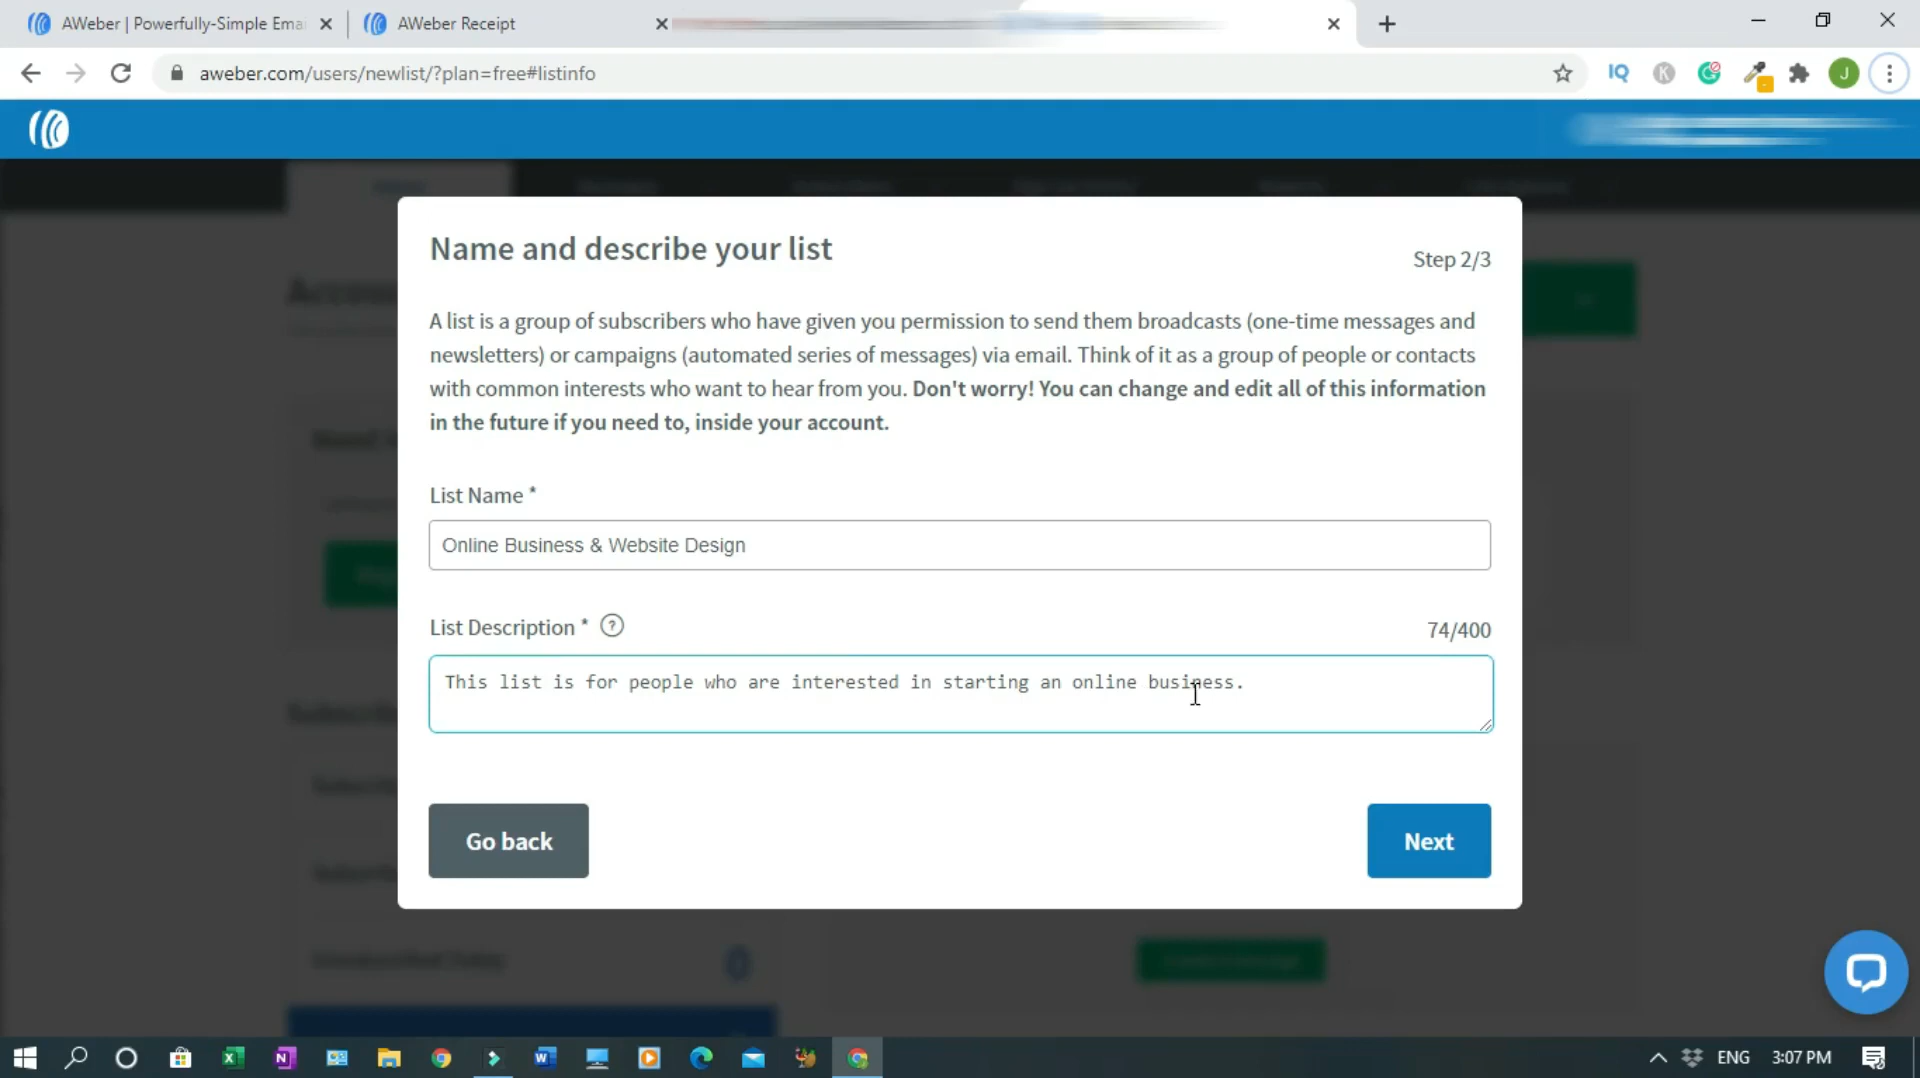 AWeber | Powerfully-Simple Emai
AWeber Receipt
aweber.com/users/newlist/?plan=free#listinfo
IQ
K
J
Name and describe your list
Step 2/3
A list is a group of subscribers who have given you permission to send them broadcasts (one-time messages and
newsletters) or campaigns (automated series of messages) via email. Think of it as a group of people or contacts
with common interests who want to hear from you. Don't worry! You can change and edit all of this information
in the future if you need to, inside your account.
List Name *
Online Business & Website Design
List Description * ?
74/400
This list is for people who are interested in starting an online business.
Go back
Next
ENG
3:07 PM